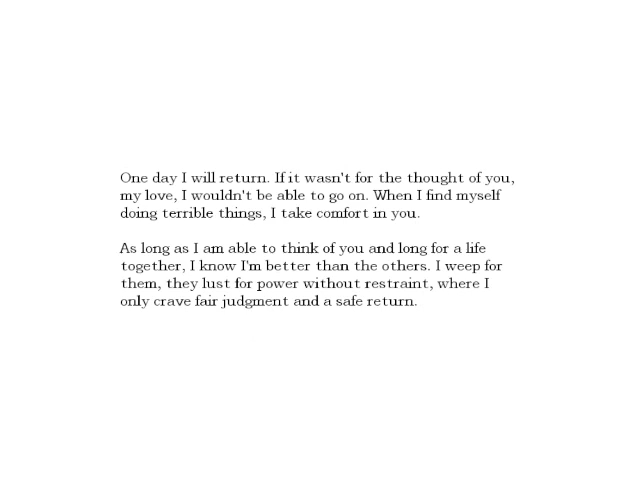 One day I will return. If it wasn't for the thought of you,
my love, I wouldn't be able to go on. When I find myself
doing terrible things, I take comfort in you.
As long as I am able to think of you and long for a life
together, I know I'm better than the others. I weep for
them, they lust for power without restraint, where I
only crave fair judgment and a safe return.